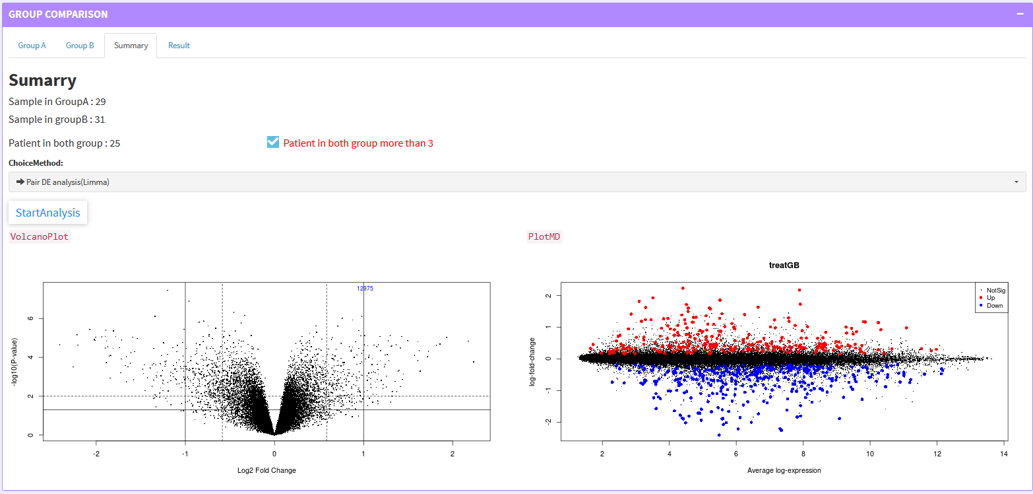 GROUP COMPARISON
Group A Group B Summary Result
Sumarry
Sample in GroupA : 29
Sample in groupB : 31
Patient in both group : 25 Patient in both group more than 3
ChoiceMethod:
Pair DE analysis(Limma)
StartAnalysis
VolcanoPlot
12975
-log10(P-value)
6
4
2
0
-2 -1 0 1 2
Log2 Fold Change
PlotMD
treatGB
NotSig
Up
Down
log-fold-change
2
1
0
-1
-2
2 4 6 8 10 12 14
Average log-expression